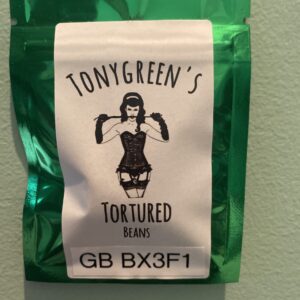 TONYGREEN'S
TORTURED
BEANS
GB BX3F1